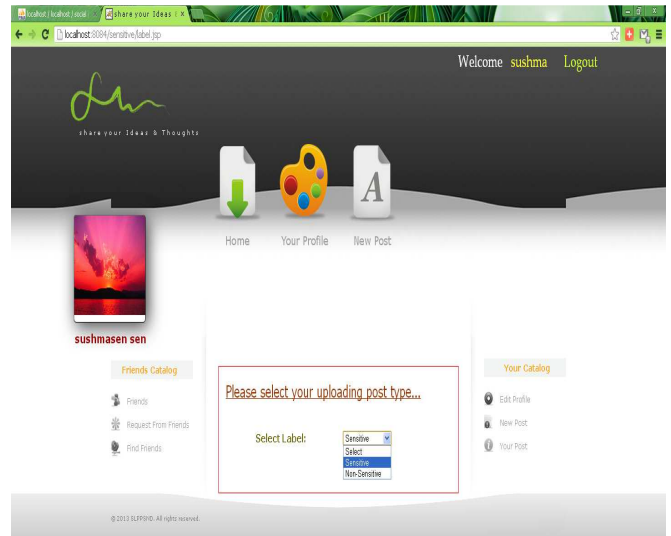 localhost / localhost / social
share your Ideas
localhost:8084/sensitive/label.jsp
Welcome sushma Logout
share your Ideas & Thoughts
A
Home Your Profile New Post
sushmasen sen
Friends Catalog
Friends
Request From Friends
Find Friends
Please select your uploading post type...
Select Label: Sensitive
Select
Sensitive
Non-Sensitive
Your Catalog
Edit Profile
New Post
Your Post
@ 2013 SLPPSND. All rights reserved.